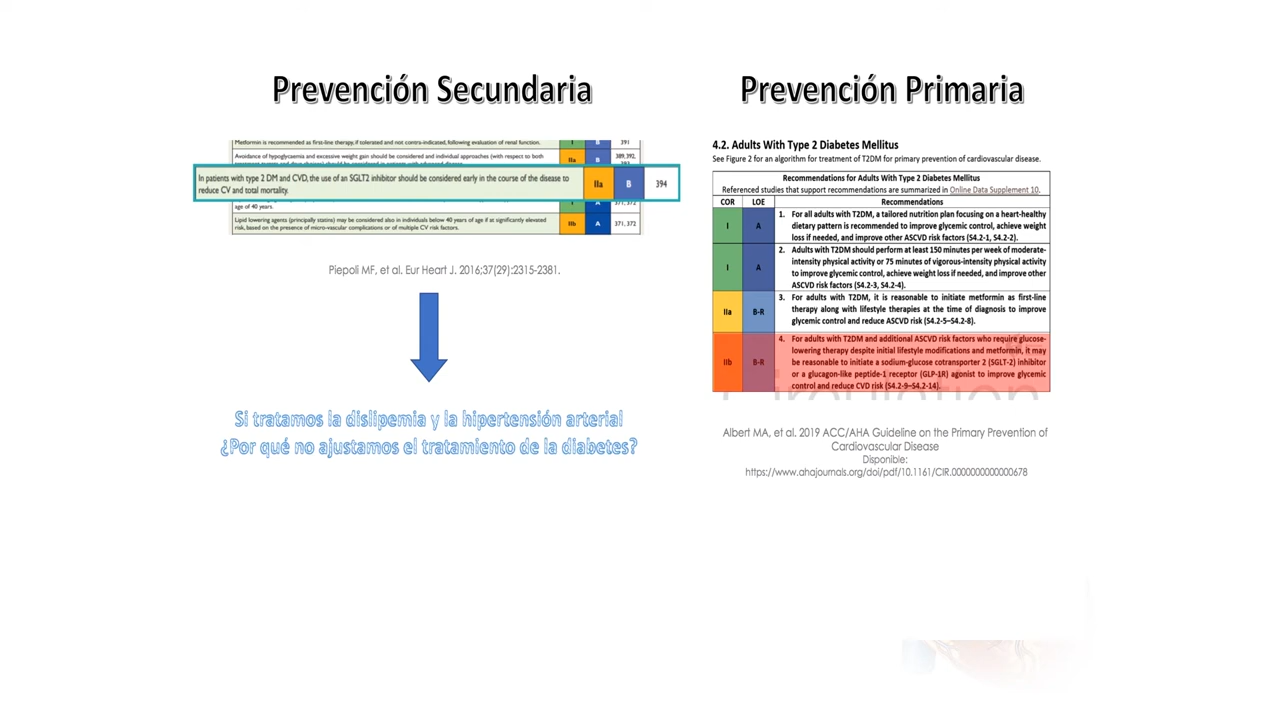 Prevención Secundaria
Metformin is recommended as first-line therapy, if tolerated and not contra-indicated, following evaluation of renal function.
I
B
391
Avoidance of hypoglycaemia and excessive weight gain should be considered and individual approaches (with respect to both
IIa
B
389,392,
In patients with type 2 DM and CVD, the use of an SGLT2 inhibitor should be considered early in the course of the disease to
reduce CV and total mortality.
IIa
B
394
of 40 years.
I
A
371, 372
Lipid lowering agents (principally statins) may be considered also in individuals below 40 years of age if at significantly elevated
risk, based on the presence of micro-vascular complications or of multiple CV risk factors.
IIb
A
371, 372
Piepoli MF, et al. Eur Heart J. 2016;37(29):2315-2381.
Si tratamos la dislipemia y la hipertensión arterial
¿Por qué no ajustamos el tratamiento de la diabetes?
Prevención Primaria
4.2. Adults With Type 2 Diabetes Mellitus
See Figure 2 for an algorithm for treatment of T2DM for primary prevention of cardiovascular disease.
Recommendations for Adults With Type 2 Diabetes Mellitus
Referenced studies that support recommendations are summarized in Online Data Supplement 10.
COR LOE Recommendations
I
A
1. For all adults with T2DM, a tailored nutrition plan focusing on a heart-healthy
dietary pattern is recommended to improve glycemic control, achieve weight
loss if needed, and improve other ASCVD risk factors (S4.2-1, S4.2-2).
I
A
2. Adults with T2DM should perform at least 150 minutes per week of moderate-
intensity physical activity or 75 minutes of vigorous-intensity physical activity
to improve glycemic control, achieve weight loss if needed, and improve other
ASCVD risk factors (S4.2-3, S4.2-4).
IIa
B-R
3. For adults with T2DM, it is reasonable to initiate metformin as first-line
therapy along with lifestyle therapies at the time of diagnosis to improve
glycemic control and reduce ASCVD risk (S4.2-5–S4.2-8).
IIb
B-R
4. For adults with T2DM and additional ASCVD risk factors who require glucose-
lowering therapy despite initial lifestyle modifications and metformin, it may
be reasonable to initiate a sodium-glucose cotransporter 2 (SGLT-2) inhibitor
or a glucagon-like peptide-1 receptor (GLP-1R) agonist to improve glycemic
control and reduce CVD risk (S4.2-9–S4.2-14).
Albert MA, et al. 2019 ACC/AHA Guideline on the Primary Prevention of
Cardiovascular Disease
Disponible:
https://www.ahajournals.org/doi/pdf/10.1161/CIR.0000000000000678